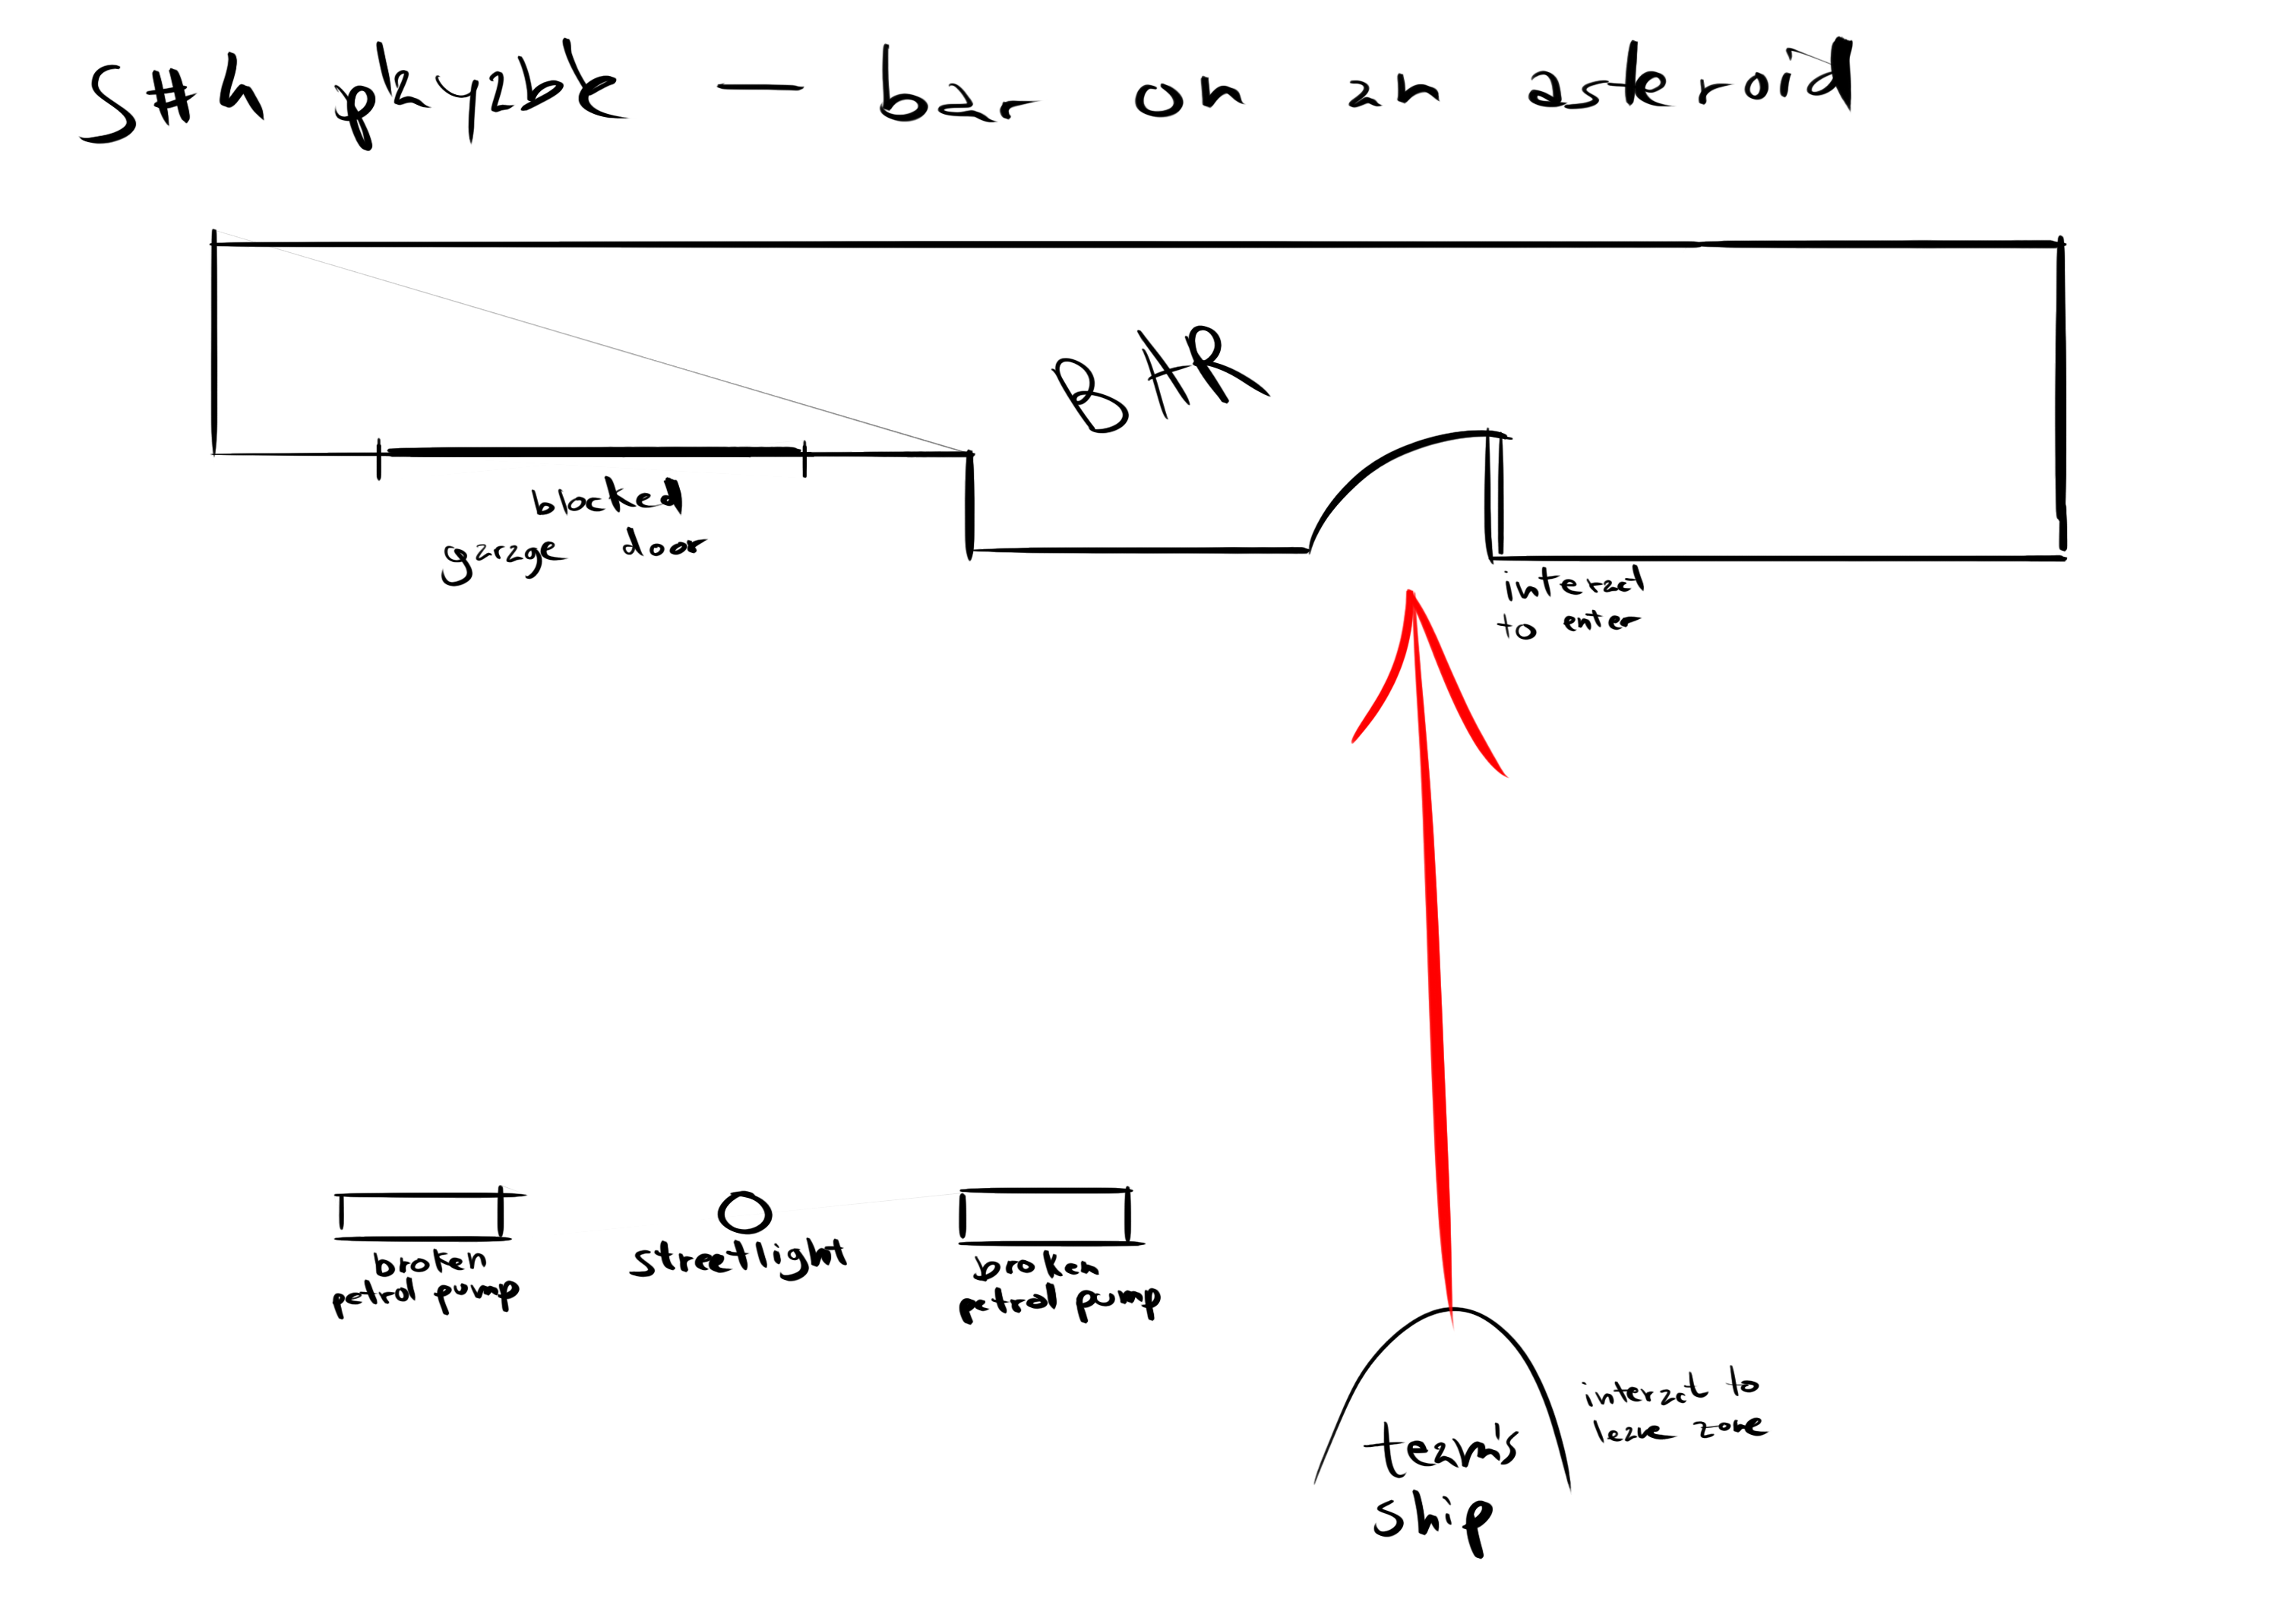 playable — bar on an asteroid
BAR
blocked
garage door
interact
to enter
broken
petrol pump
streetlight
broken
petrol pump
interact to
leave zone
team's
ship